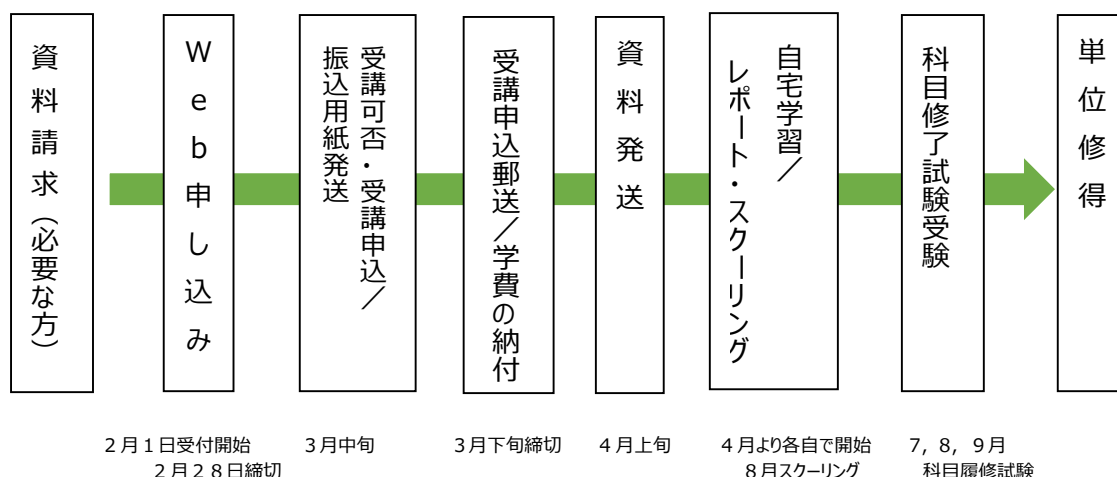 資料請求（必要な方）
Web申し込み
受講可否・受講申込／
振込用紙発送
受講申込郵送／学費の納付
資料発送
自宅学習／
レポート・スクーリング
科目修了試験受験
単位修得
２月１日受付開始
２月２８日締切
３月中旬
３月下旬締切
４月上旬
４月より各自で開始
８月スクーリング
7，8，9月
科目履修試験